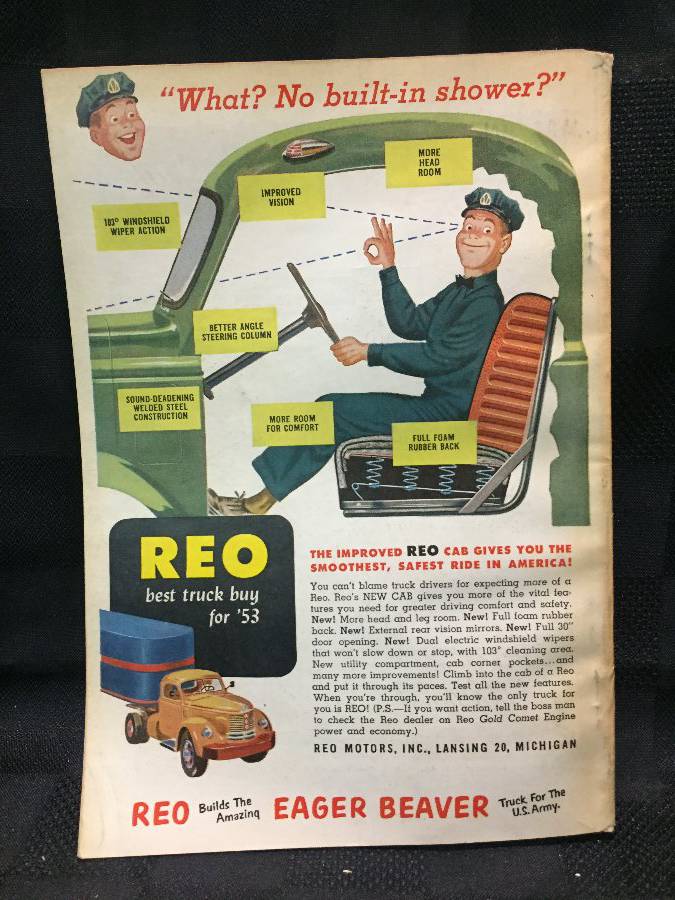 "What? No built-in shower?"
MORE
HEAD
ROOM
IMPROVED
VISION
103° WINDSHIELD
WIPER ACTION
BETTER ANGLE
STEERING COLUMN
SOUND-DEADENING
WELDED STEEL
CONSTRUCTION
MORE ROOM
FOR COMFORT
FULL FOAM
RUBBER BACK
REO
best truck buy
for '53
THE IMPROVED REO CAB GIVES YOU THE
SMOOTHEST, SAFEST RIDE IN AMERICA!
You can't blame truck drivers for expecting more of a
Reo. Reo's NEW CAB gives you more of the vital fea-
tures you need for greater driving comfort and safety.
New! More head and leg room. New! Full foam rubber
back. New! External rear vision mirrors. New! Full 30"
door opening. New! Dual electric windshield wipers
that won't slow down or stop, with 103° cleaning area.
New utility compartment, cab corner pockets...and
many more improvements! Climb into the cab of a Reo
and put it through its paces. Test all the new features.
When you're through, you'll know the only truck for
you is REO! (P.S.—If you want action, tell the boss man
to check the Reo dealer on Reo Gold Comet Engine
power and economy.)
REO MOTORS, INC., LANSING 20, MICHIGAN
REO Builds The Amazing EAGER BEAVER Truck For The U.S. Army.